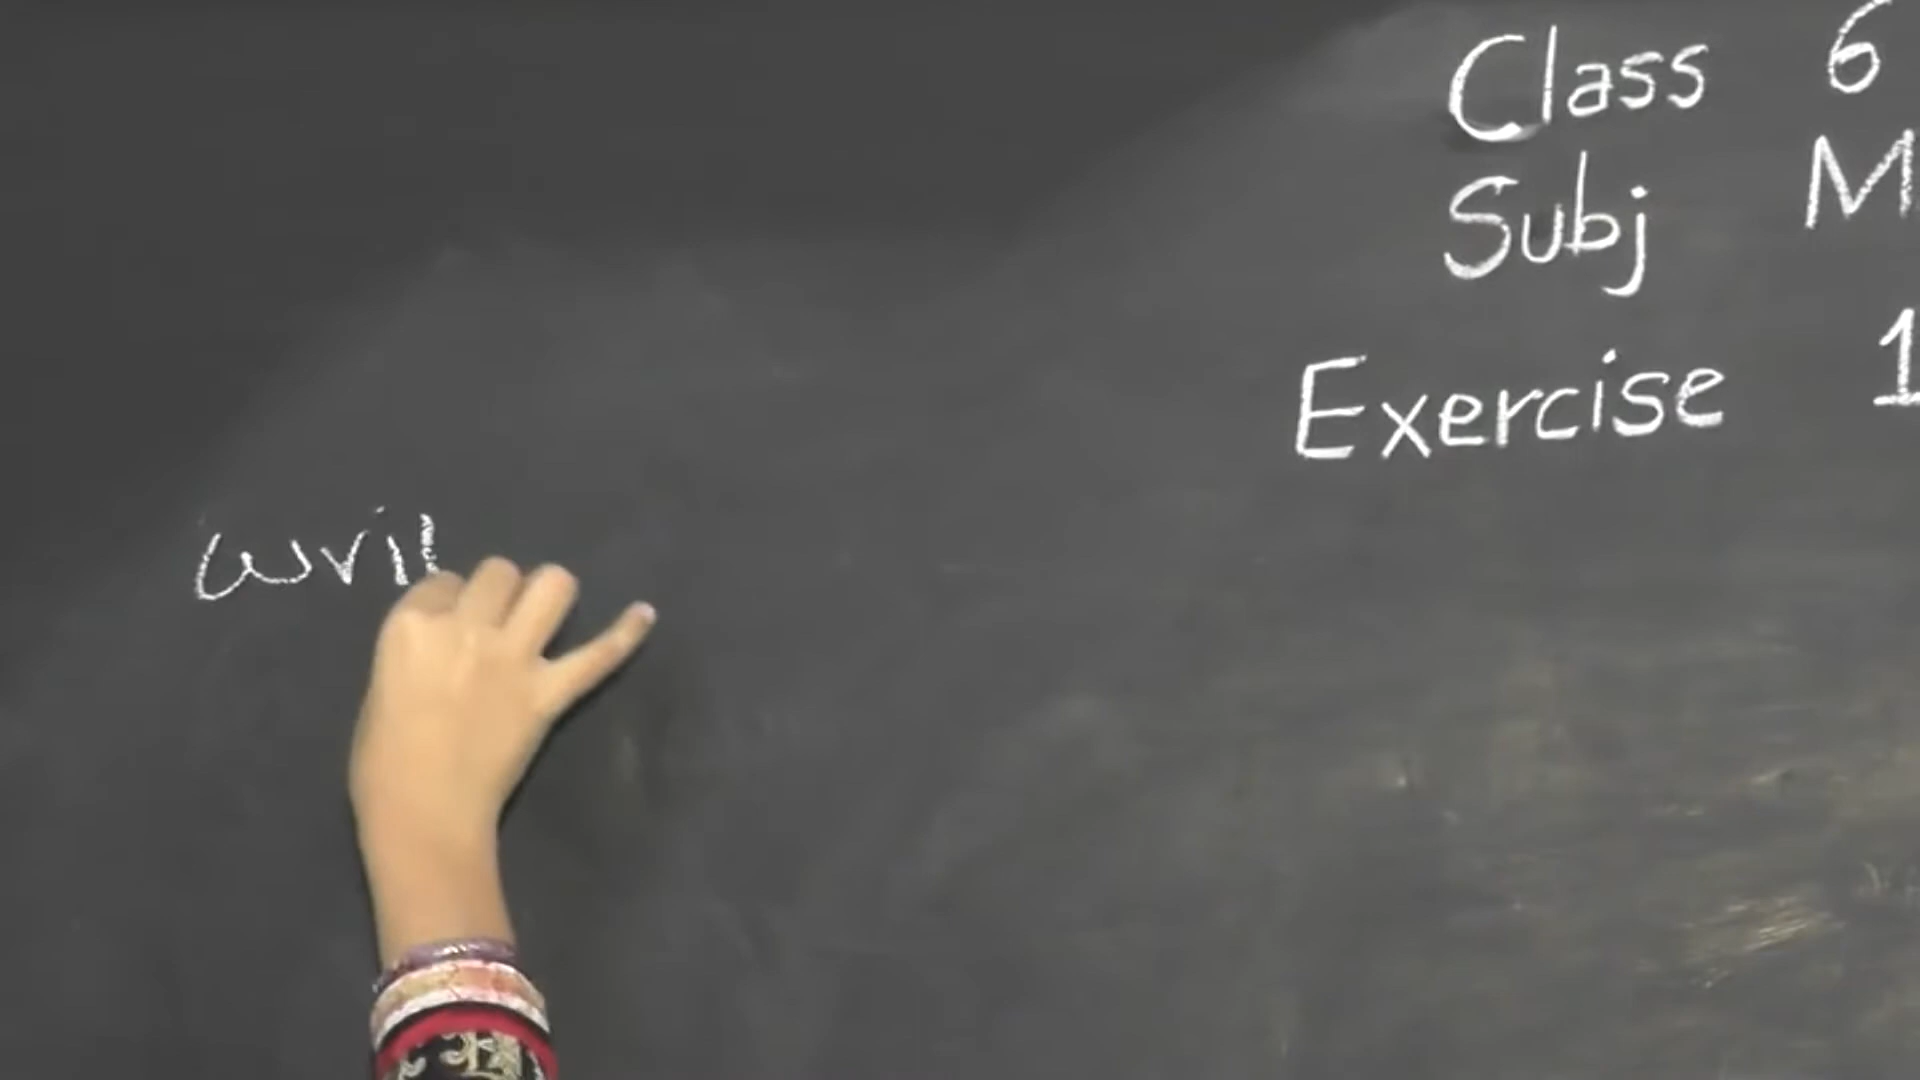 Class 6
Subj M
Exercise 1
wri